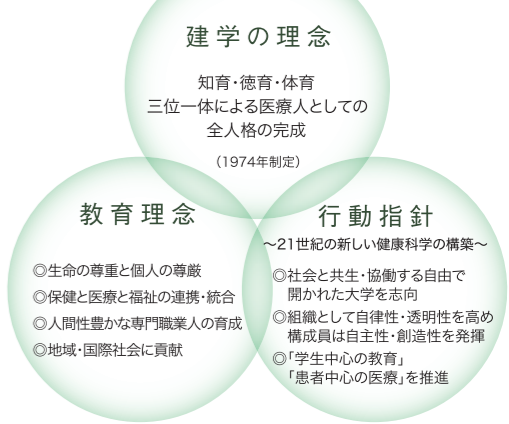 建学の理念
知育・徳育・体育
三位一体による医療人としての
全人格の完成
（1974年制定）
教育理念
◎生命の尊重と個人の尊厳
◎保健と医療と福祉の連携・統合
◎人間性豊かな専門職業人の育成
◎地域・国際社会に貢献
行動指針
～21世紀の新しい健康科学の構築～
◎社会と共生・協働する自由で
開かれた大学を志向
◎組織として自律性・透明性を高め
構成員は自主性・創造性を発揮
◎「学生中心の教育」
「患者中心の医療」を推進